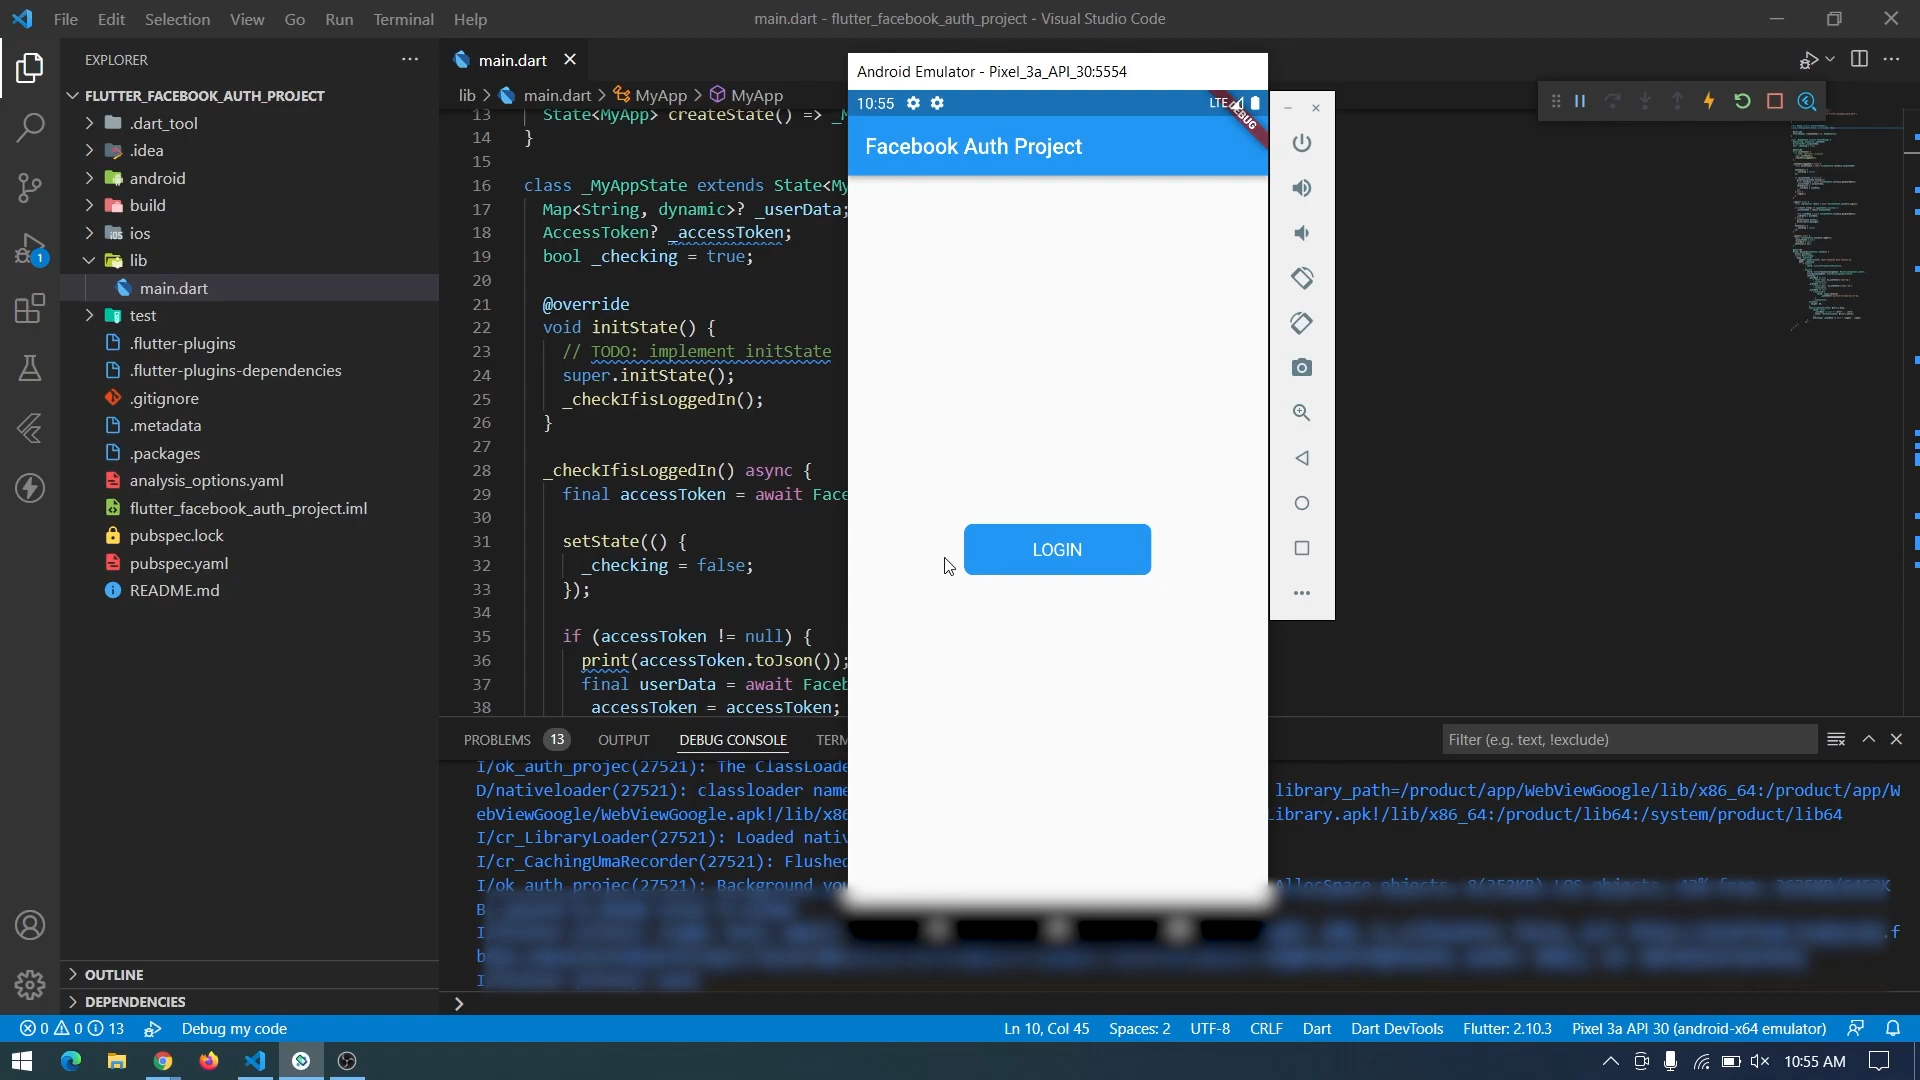 File Edit Selection View Go Run Terminal Help
main.dart - flutter_facebook_auth_project - Visual Studio Code
EXPLORER
FLUTTER_FACEBOOK_AUTH_PROJECT
.dart_tool
.idea
android
build
ios
lib
main.dart
test
.flutter-plugins
.flutter-plugins-dependencies
.gitignore
.metadata
.packages
analysis_options.yaml
flutter_facebook_auth_project.iml
pubspec.lock
pubspec.yaml
README.md
OUTLINE
DEPENDENCIES
main.dart
lib > main.dart > MyApp > MyApp
13 State<MyApp> createState() => _M
14 }
15
16 class _MyAppState extends State<My
17 Map<String, dynamic>? _userData;
18 AccessToken? _accessToken;
19 bool _checking = true;
20
21 @override
22 void initState() {
23 // TODO: implement initState
24 super.initState();
25 _checkIfisLoggedIn();
26 }
27
28 _checkIfisLoggedIn() async {
29 final accessToken = await Face
30
31 setState(() {
32 _checking = false;
33 });
34
35 if (accessToken != null) {
36 print(accessToken.toJson());
37 final userData = await Faceb
38 accessToken = accessToken;
Android Emulator - Pixel_3a_API_30:5554
10:55 LTE
DEBUG
Facebook Auth Project
LOGIN
PROBLEMS 13 OUTPUT DEBUG CONSOLE TERM
Filter (e.g. text, !exclude)
I/ok_auth_projec(27521): The ClassLoade
D/nativeloader(27521): classloader name library_path=/product/app/WebViewGoogle/lib/x86_64:/product/app/W
ebViewGoogle/WebViewGoogle.apk!/lib/x86 ibrary.apk!/lib/x86_64:/product/lib64:/system/product/lib64
I/cr_LibraryLoader(27521): Loaded nativ
I/cr_CachingUmaRecorder(27521): Flushed
I/ok_auth_projec(27521): Background you
1
0 0 13 Debug my code
Ln 10, Col 45 Spaces: 2 UTF-8 CRLF Dart Dart DevTools Flutter: 2.10.3 Pixel 3a API 30 (android-x64 emulator)
10:55 AM